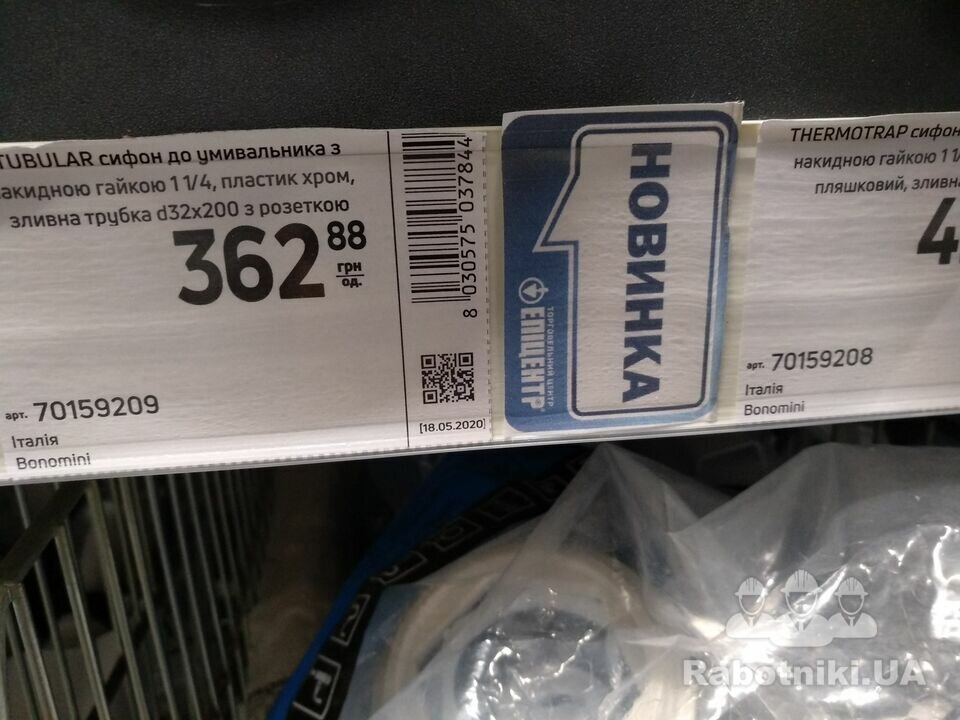 TUBULAR сифон до умивальника з
накидною гайкою 1 1/4, пластик хром,
зливна трубка d32x200 з розеткою
362 88
грн
од.
арт. 70159209
Італія
Bonomini
8 030575 037844
[18.05.2020]
НОВИНКА
ЕПІЦЕНТР
ТОРГОВЕЛЬНИЙ ЦЕНТР
THERMOTRAP сифон
накидною гайкою 1 1/
пляшковий, зливна
4
арт. 70159208
Італія
Bonomini
Rabotniki.UA